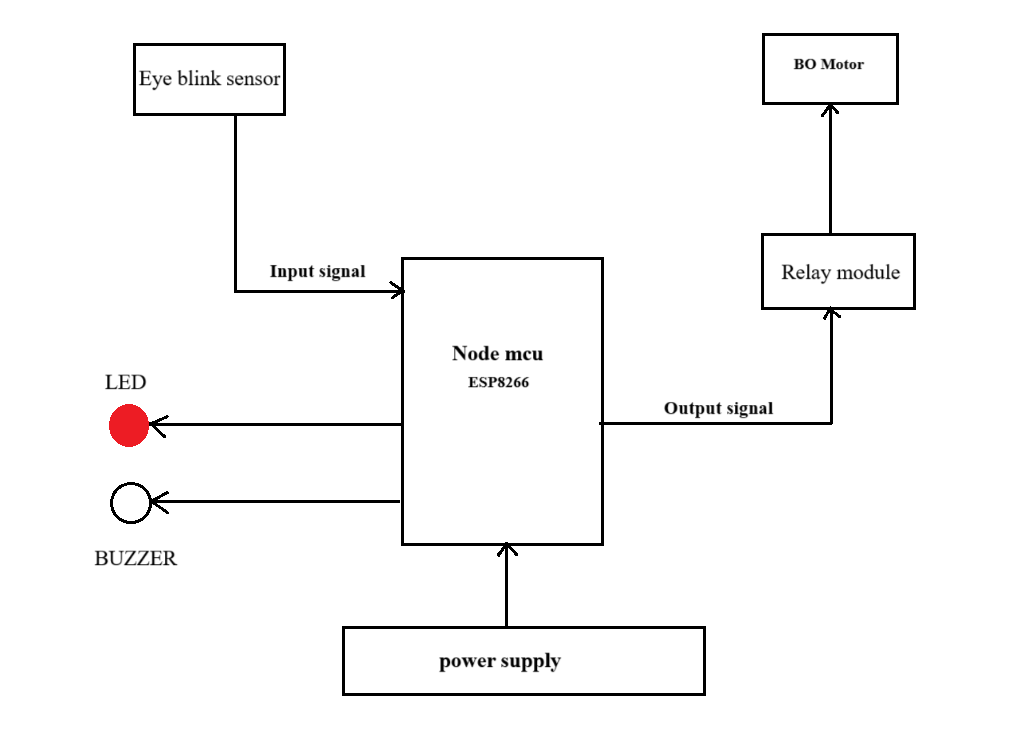 Eye blink sensor
BO Motor
Input signal
Relay module
Node mcu
ESP8266
LED
Output signal
BUZZER
power supply